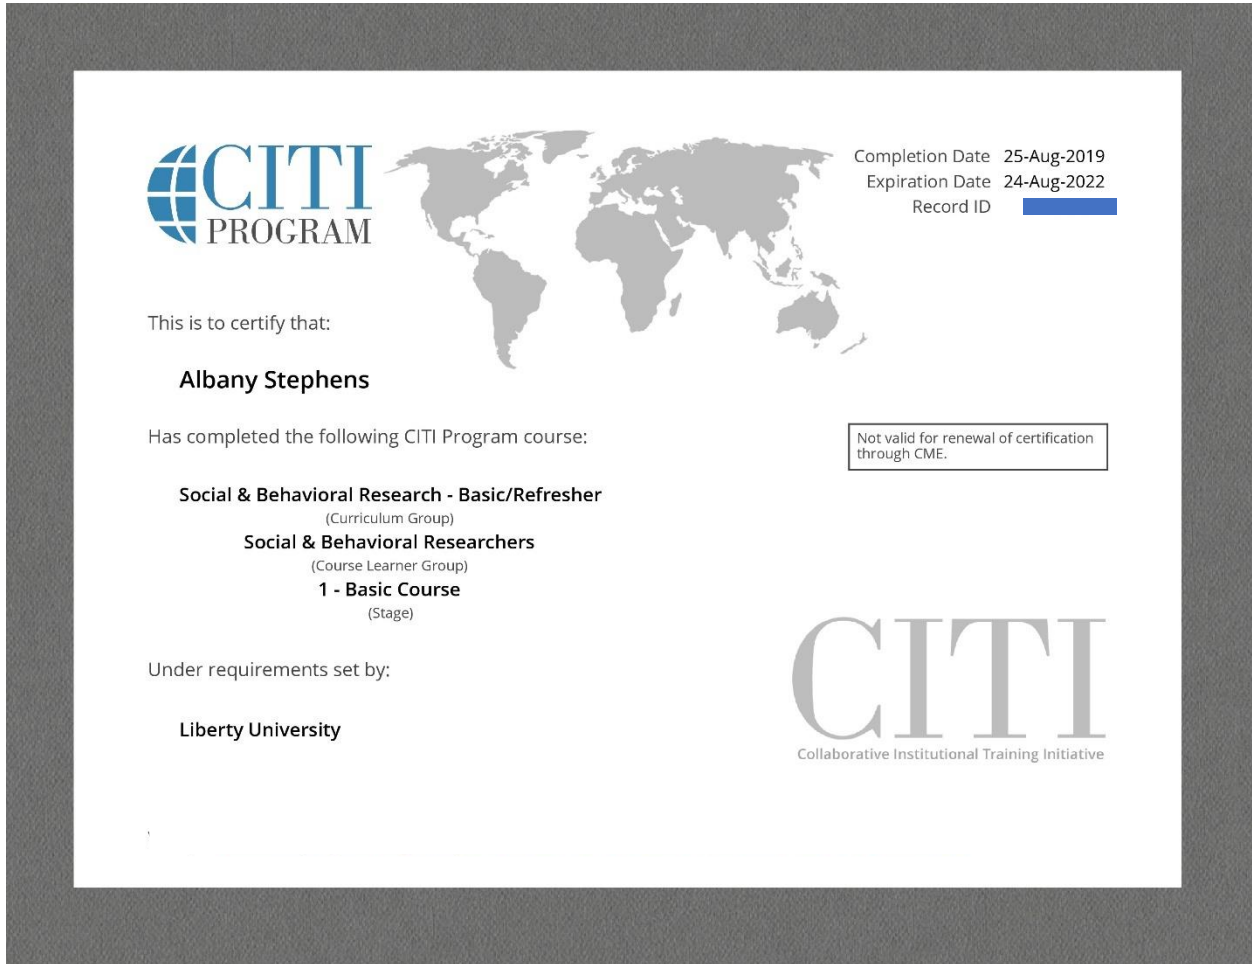 CITI
PROGRAM
Completion Date 25-Aug-2019
Expiration Date 24-Aug-2022
Record ID
This is to certify that:
Albany Stephens
Has completed the following CITI Program course:
Not valid for renewal of certification
through CME.
Social & Behavioral Research - Basic/Refresher
(Curriculum Group)
Social & Behavioral Researchers
(Course Learner Group)
1 - Basic Course
(Stage)
Under requirements set by:
Liberty University
CITI
Collaborative Institutional Training Initiative